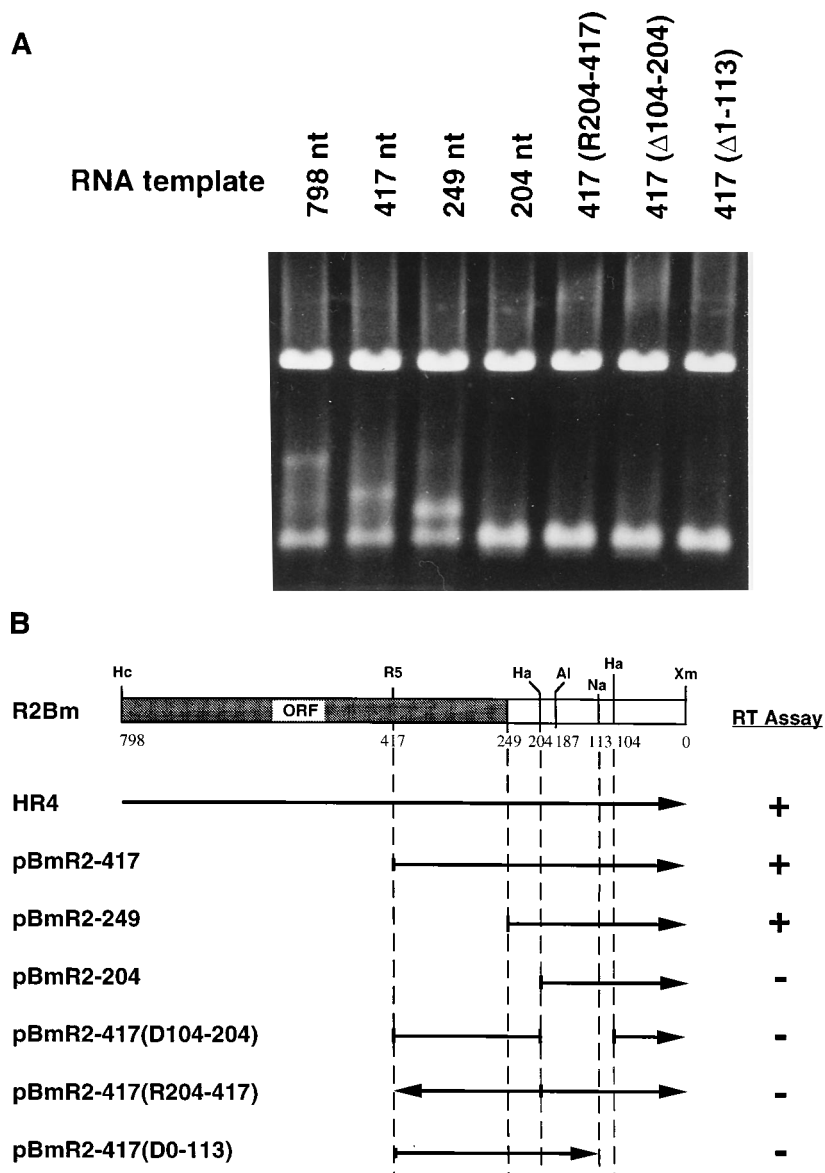 A
RNA template
798 nt
417 nt
249 nt
204 nt
417 (R204-417)
417 (Δ104-204)
417 (Δ1-113)
B
Hc R5 Ha Al Na Ha Xm
R2Bm ORF RT Assay
798 417 249 204 187 113 104 0
HR4 +
pBmR2-417 +
pBmR2-249 +
pBmR2-204 -
pBmR2-417(D104-204) -
pBmR2-417(R204-417) -
pBmR2-417(D0-113) -